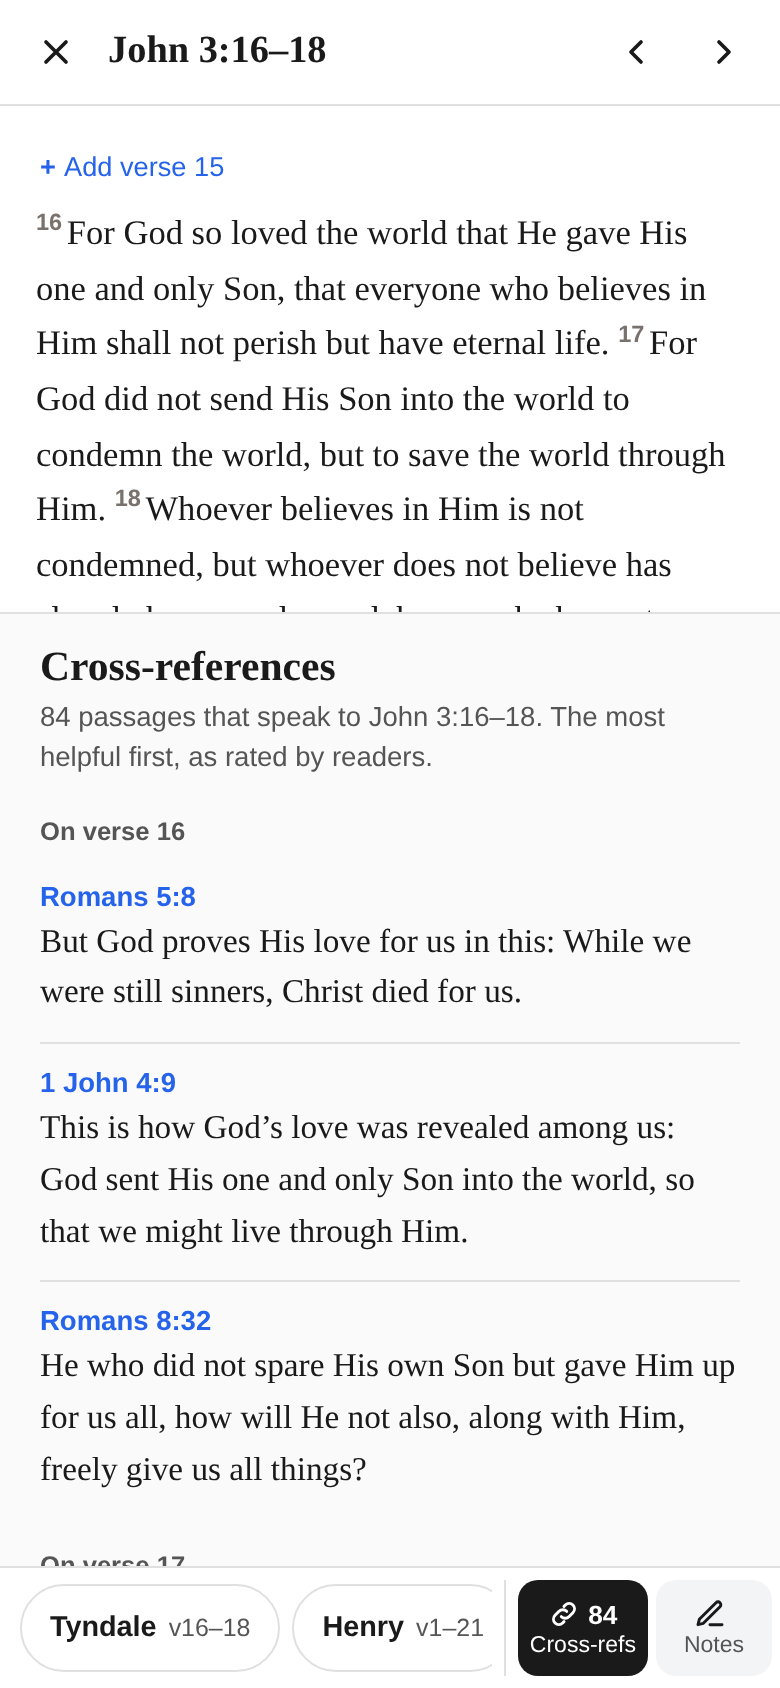 John 3:16–18
+ Add verse 15
16 For God so loved the world that He gave His
one and only Son, that everyone who believes in
Him shall not perish but have eternal life. 17 For
God did not send His Son into the world to
condemn the world, but to save the world through
Him. 18 Whoever believes in Him is not
condemned, but whoever does not believe has
Cross-references
84 passages that speak to John 3:16–18. The most
helpful first, as rated by readers.
On verse 16
Romans 5:8
But God proves His love for us in this: While we
were still sinners, Christ died for us.
1 John 4:9
This is how God’s love was revealed among us:
God sent His one and only Son into the world, so
that we might live through Him.
Romans 8:32
He who did not spare His own Son but gave Him up
for us all, how will He not also, along with Him,
freely give us all things?
On verse 17
Tyndale v16–18
Henry v1–21
84
Cross-refs
Notes